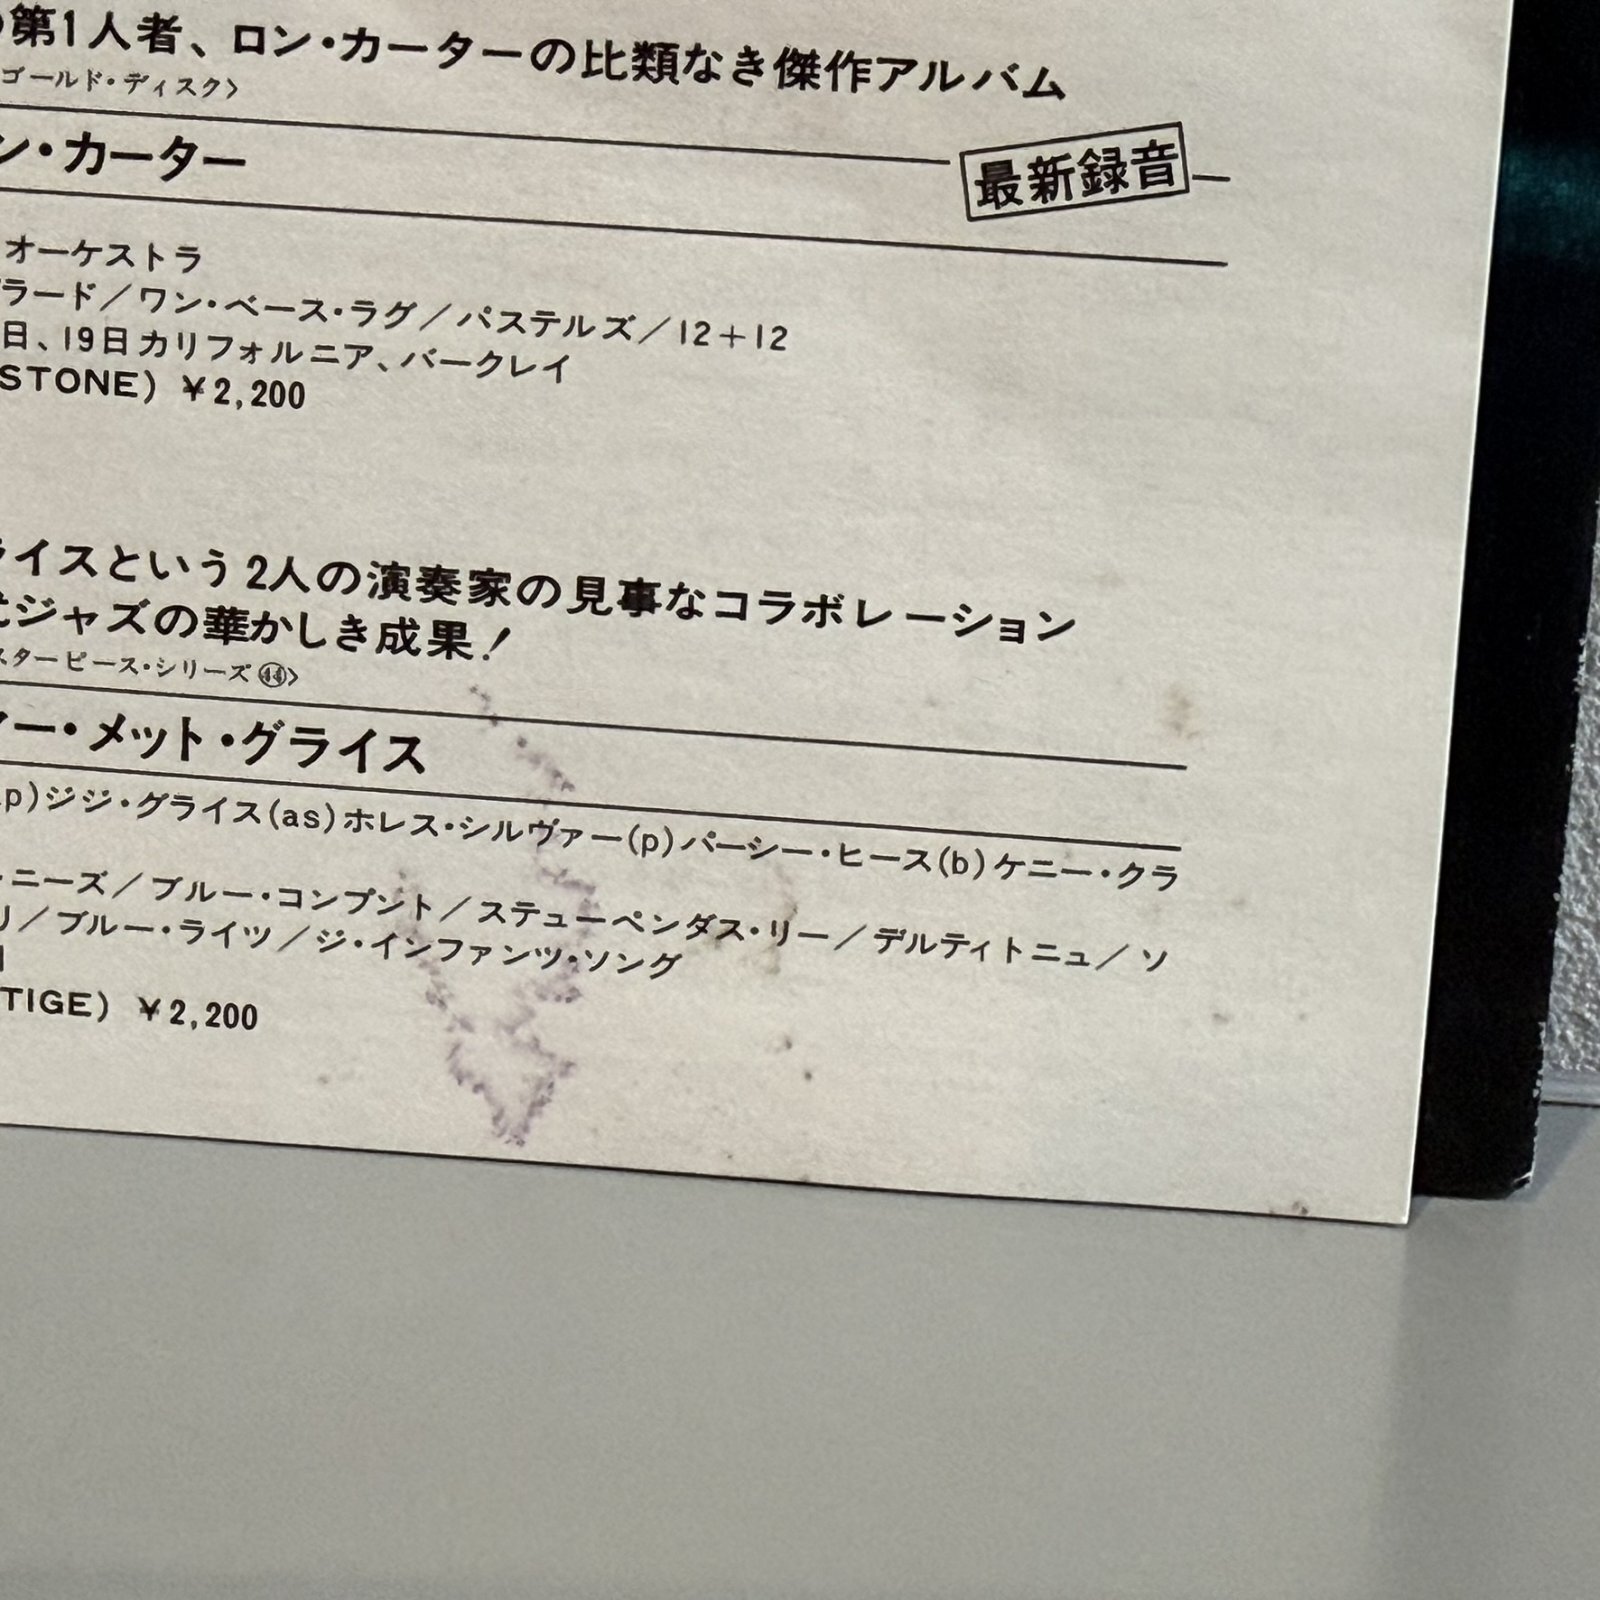 の第1人者、ロン・カーターの比類なき傑作アルバム
ゴールド・ディスク〉
ン・カーター
最新録音
オーケストラ
ラード／ワン・ベース・ラグ／パステルズ／12＋12
日、19日カリフォルニア、バークレイ
STONE) ¥2,200
ライスという2人の演奏家の見事なコラボレーション
ジャズの華かしき成果！
スターピース・シリーズ㊹〉
ー・メット・グライス
p)ジジ・グライス(as)ホレス・シルヴァー(p)パーシー・ヒース(b)ケニー・クラ
ニーズ／ブルー・コンプント／ステューペンダス・リー／デルティトニュ／ソ
リ／ブルー・ライツ／ジ・インファンツ・ソング
TIGE) ¥2,200